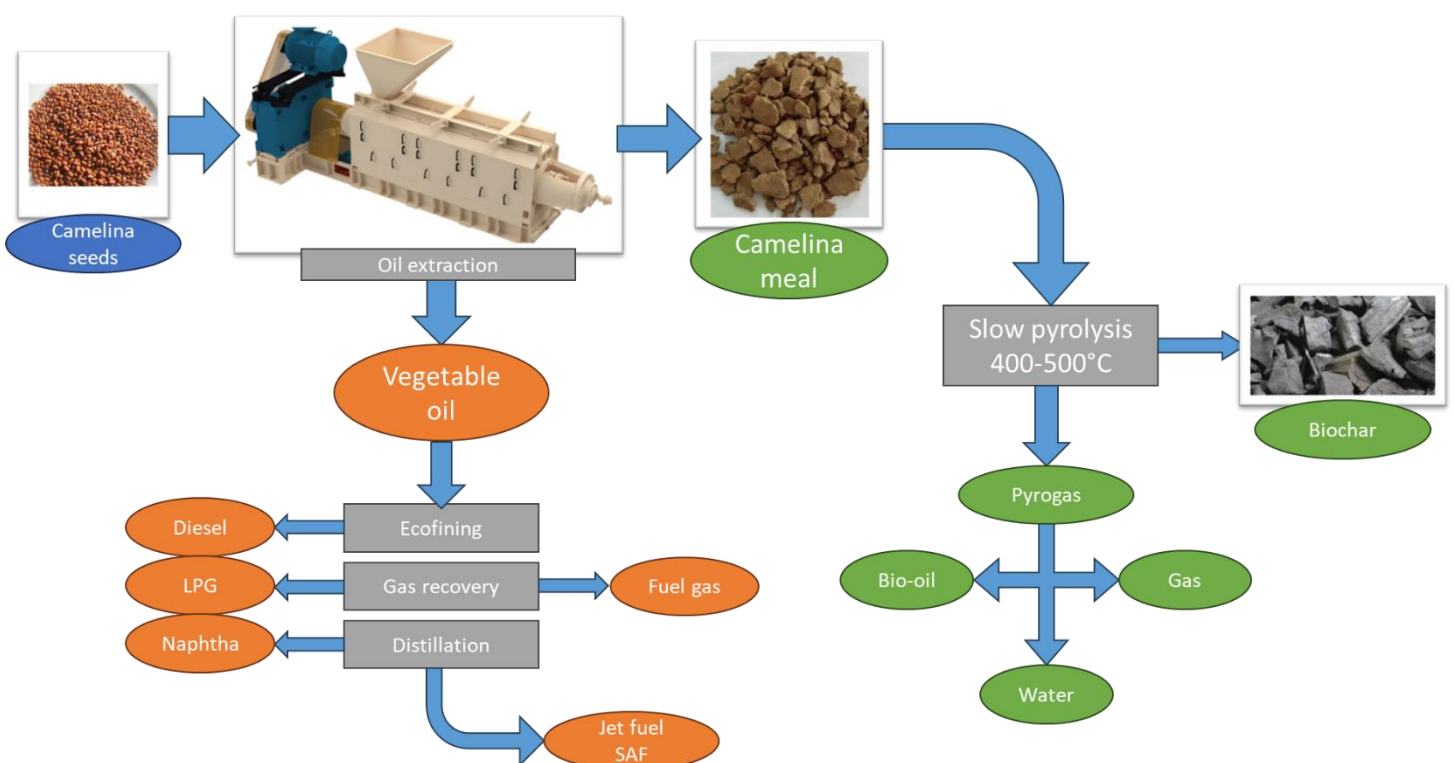 Camelina
seeds
Oil extraction
Camelina
meal
Slow pyrolysis
400-500°C
Biochar
Vegetable
oil
Pyrogas
Diesel
Ecofining
LPG
Gas recovery
Fuel gas
Bio-oil
Gas
Naphtha
Distillation
Water
Jet fuel
SAF